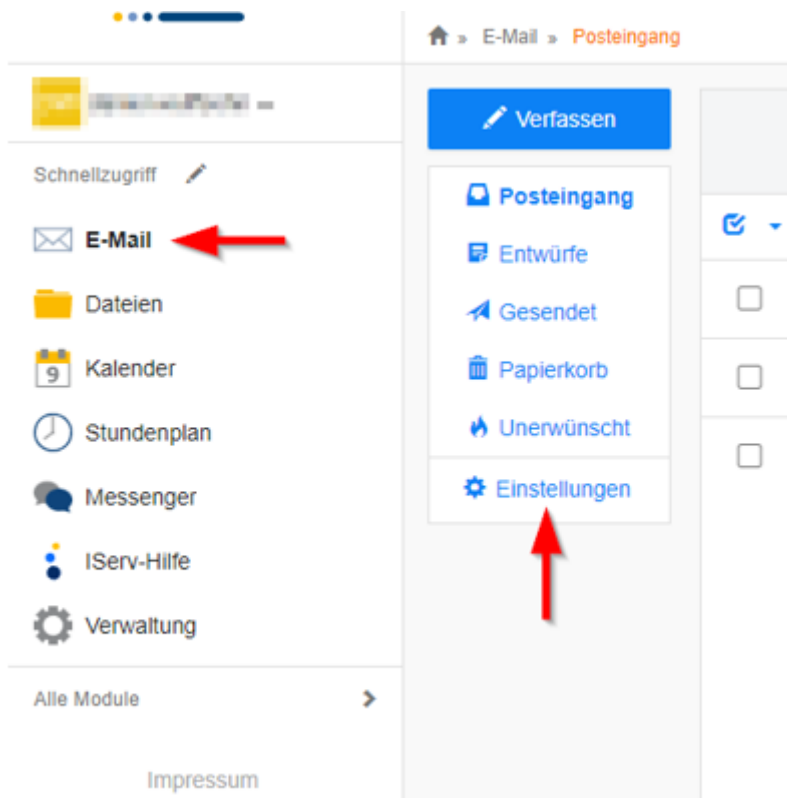 E-Mail » Posteingang
Verfassen
Schnellzugriff
Posteingang
E-Mail
Entwürfe
Dateien
Gesendet
9 Kalender
Papierkorb
Stundenplan
Unerwünscht
Messenger
Einstellungen
IServ-Hilfe
Verwaltung
Alle Module
Impressum